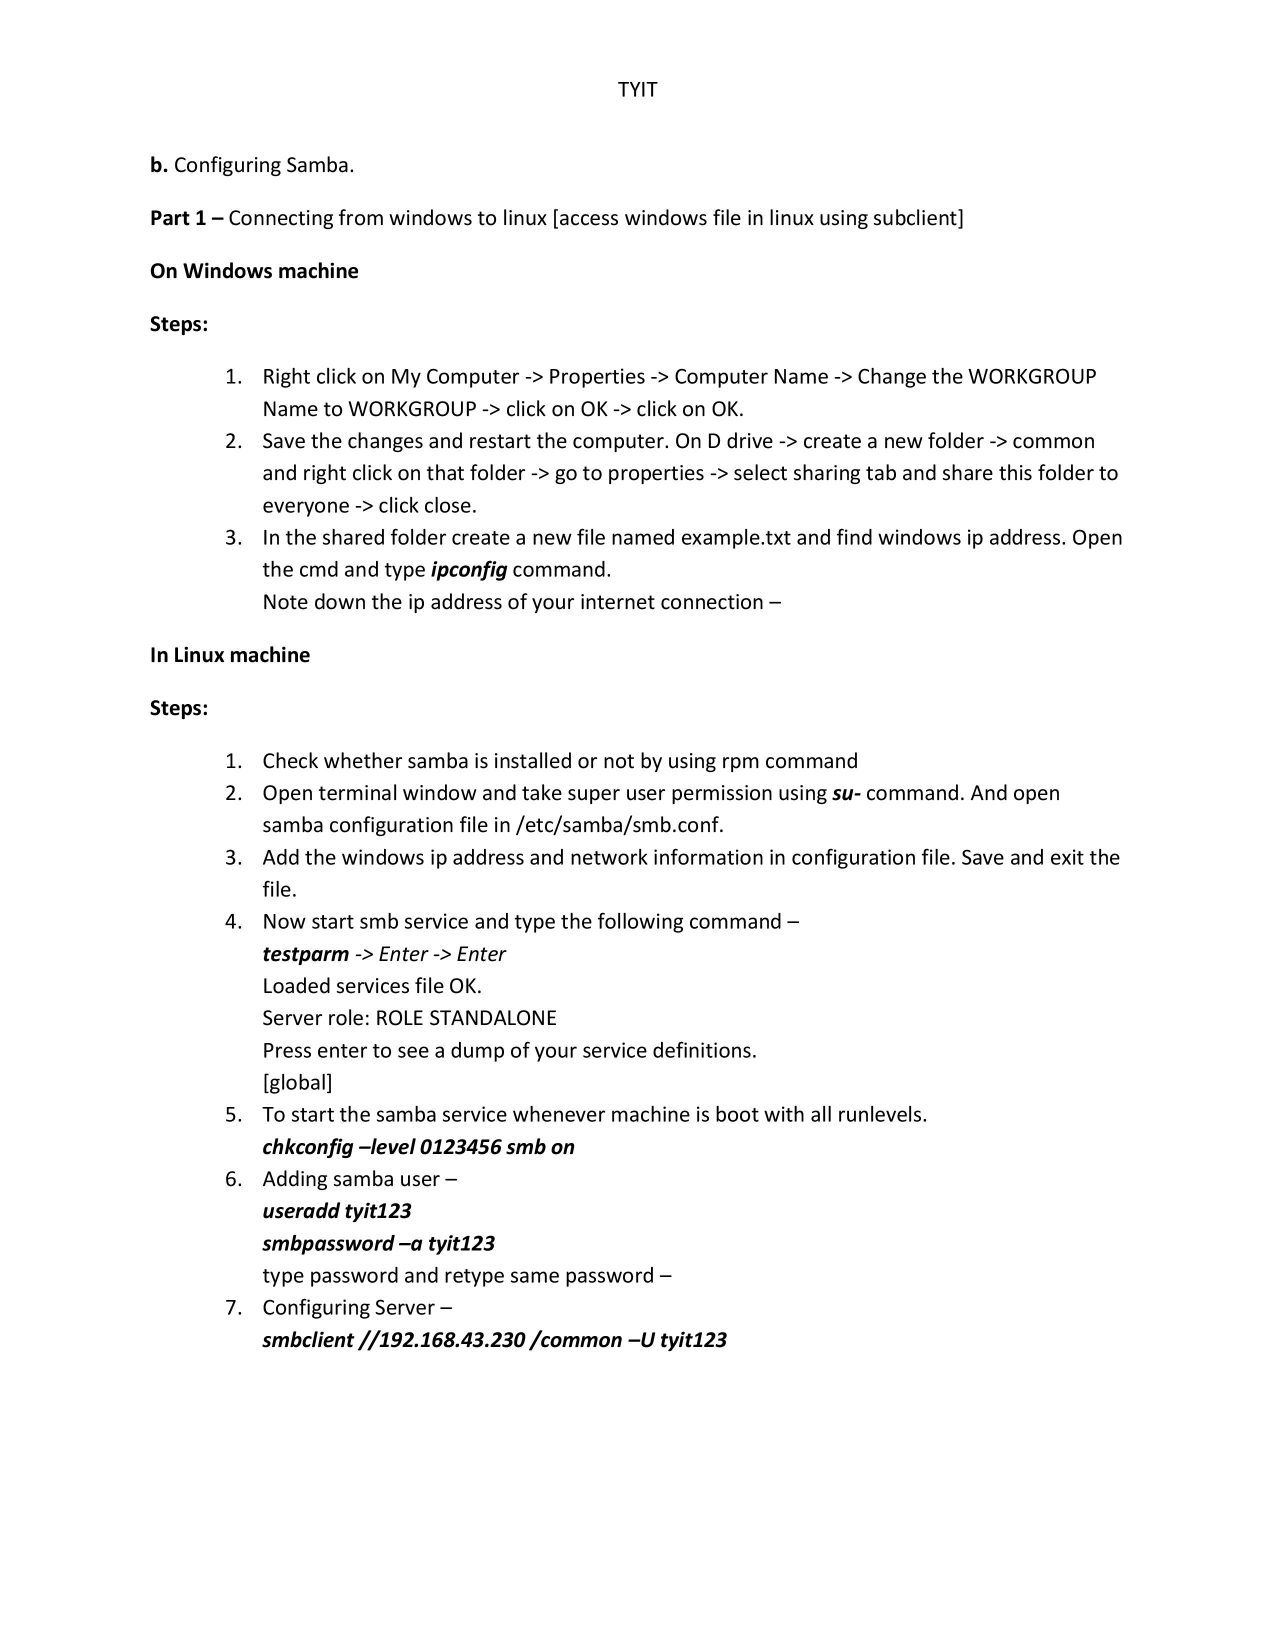 TYIT
b. Configuring Samba.
Part 1 – Connecting from windows to linux [access windows file in linux using subclient]
On Windows machine
Steps:
1. Right click on My Computer -> Properties -> Computer Name -> Change the WORKGROUP
Name to WORKGROUP -> click on OK -> click on OK.
2. Save the changes and restart the computer. On D drive -> create a new folder -> common
and right click on that folder -> go to properties -> select sharing tab and share this folder to
everyone -> click close.
3. In the shared folder create a new file named example.txt and find windows ip address. Open
the cmd and type ipconfig command.
Note down the ip address of your internet connection –
In Linux machine
Steps:
1. Check whether samba is installed or not by using rpm command
2. Open terminal window and take super user permission using su- command. And open
samba configuration file in /etc/samba/smb.conf.
3. Add the windows ip address and network information in configuration file. Save and exit the
file.
4. Now start smb service and type the following command –
testparm -> Enter -> Enter
Loaded services file OK.
Server role: ROLE STANDALONE
Press enter to see a dump of your service definitions.
[global]
5. To start the samba service whenever machine is boot with all runlevels.
chkconfig –level 0123456 smb on
6. Adding samba user –
useradd tyit123
smbpassword –a tyit123
type password and retype same password –
7. Configuring Server –
smbclient //192.168.43.230 /common –U tyit123